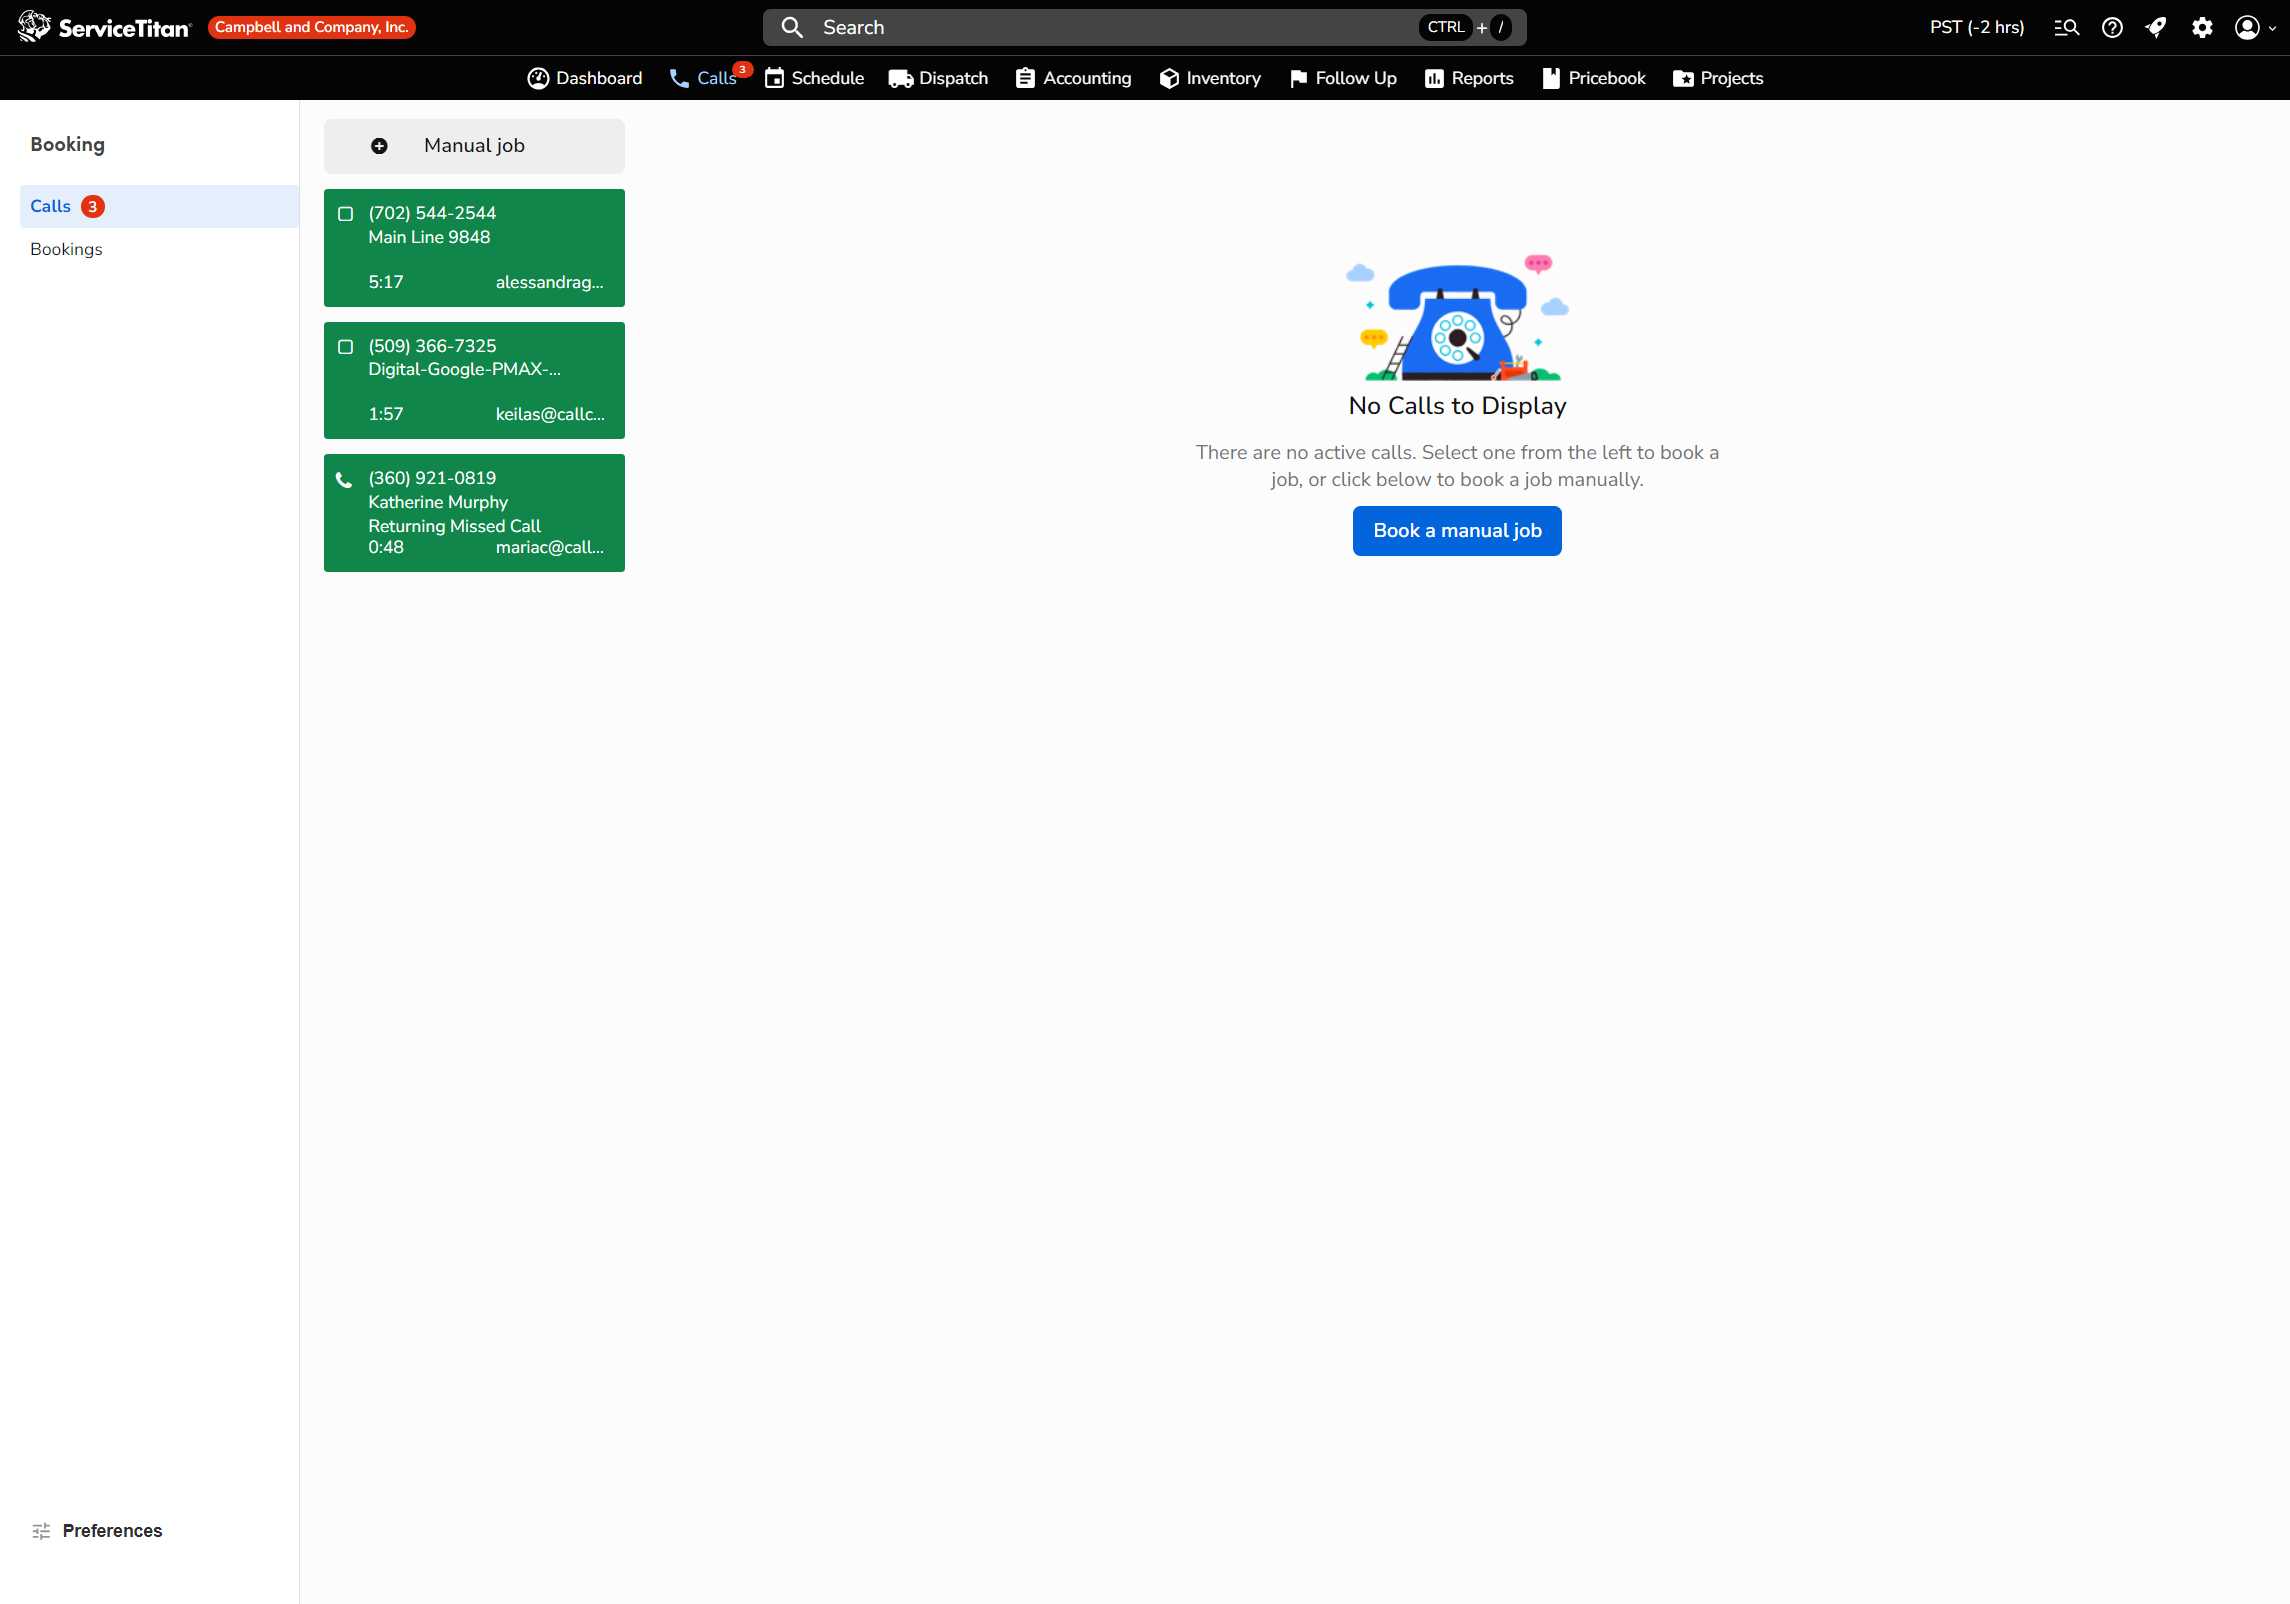 ServiceTitan
Campbell and Company, Inc.
Search
CTRL + /
PST (-2 hrs)
Dashboard
Calls 3
Schedule
Dispatch
Accounting
Inventory
Follow Up
Reports
Pricebook
Projects
Booking
Calls 3
Bookings
Preferences
Manual job
(702) 544-2544
Main Line 9848
5:17 alessandrag...
(509) 366-7325
Digital-Google-PMAX-...
1:57 keilas@callc...
(360) 921-0819
Katherine Murphy
Returning Missed Call
0:48 mariac@call...
No Calls to Display
There are no active calls. Select one from the left to book a
job, or click below to book a job manually.
Book a manual job